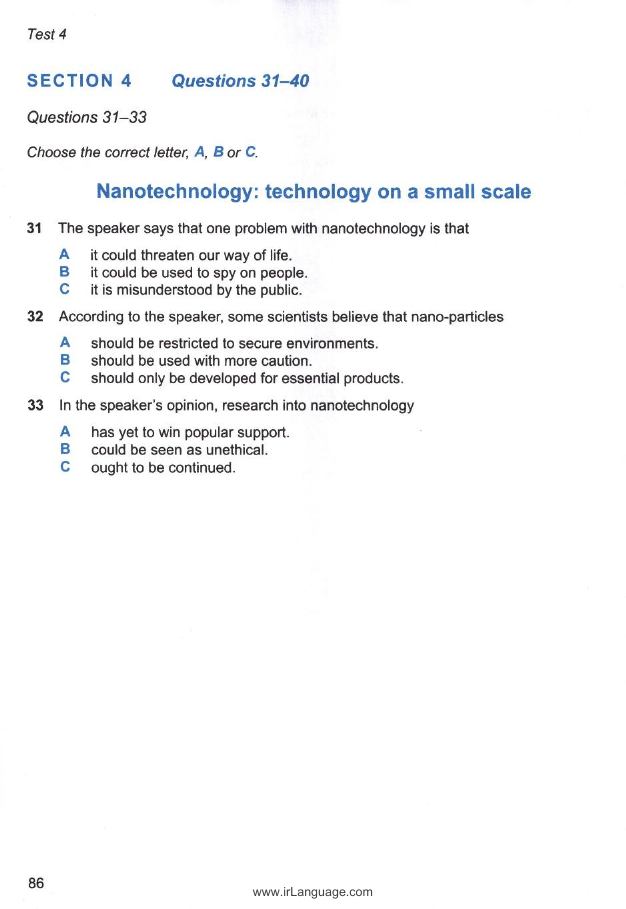 Test 4
SECTION 4 Questions 31–40
Questions 31–33
Choose the correct letter, A, B or C.
Nanotechnology: technology on a small scale
31 The speaker says that one problem with nanotechnology is that
A it could threaten our way of life.
B it could be used to spy on people.
C it is misunderstood by the public.
32 According to the speaker, some scientists believe that nano-particles
A should be restricted to secure environments.
B should be used with more caution.
C should only be developed for essential products.
33 In the speaker's opinion, research into nanotechnology
A has yet to win popular support.
B could be seen as unethical.
C ought to be continued.
86
www.irLanguage.com